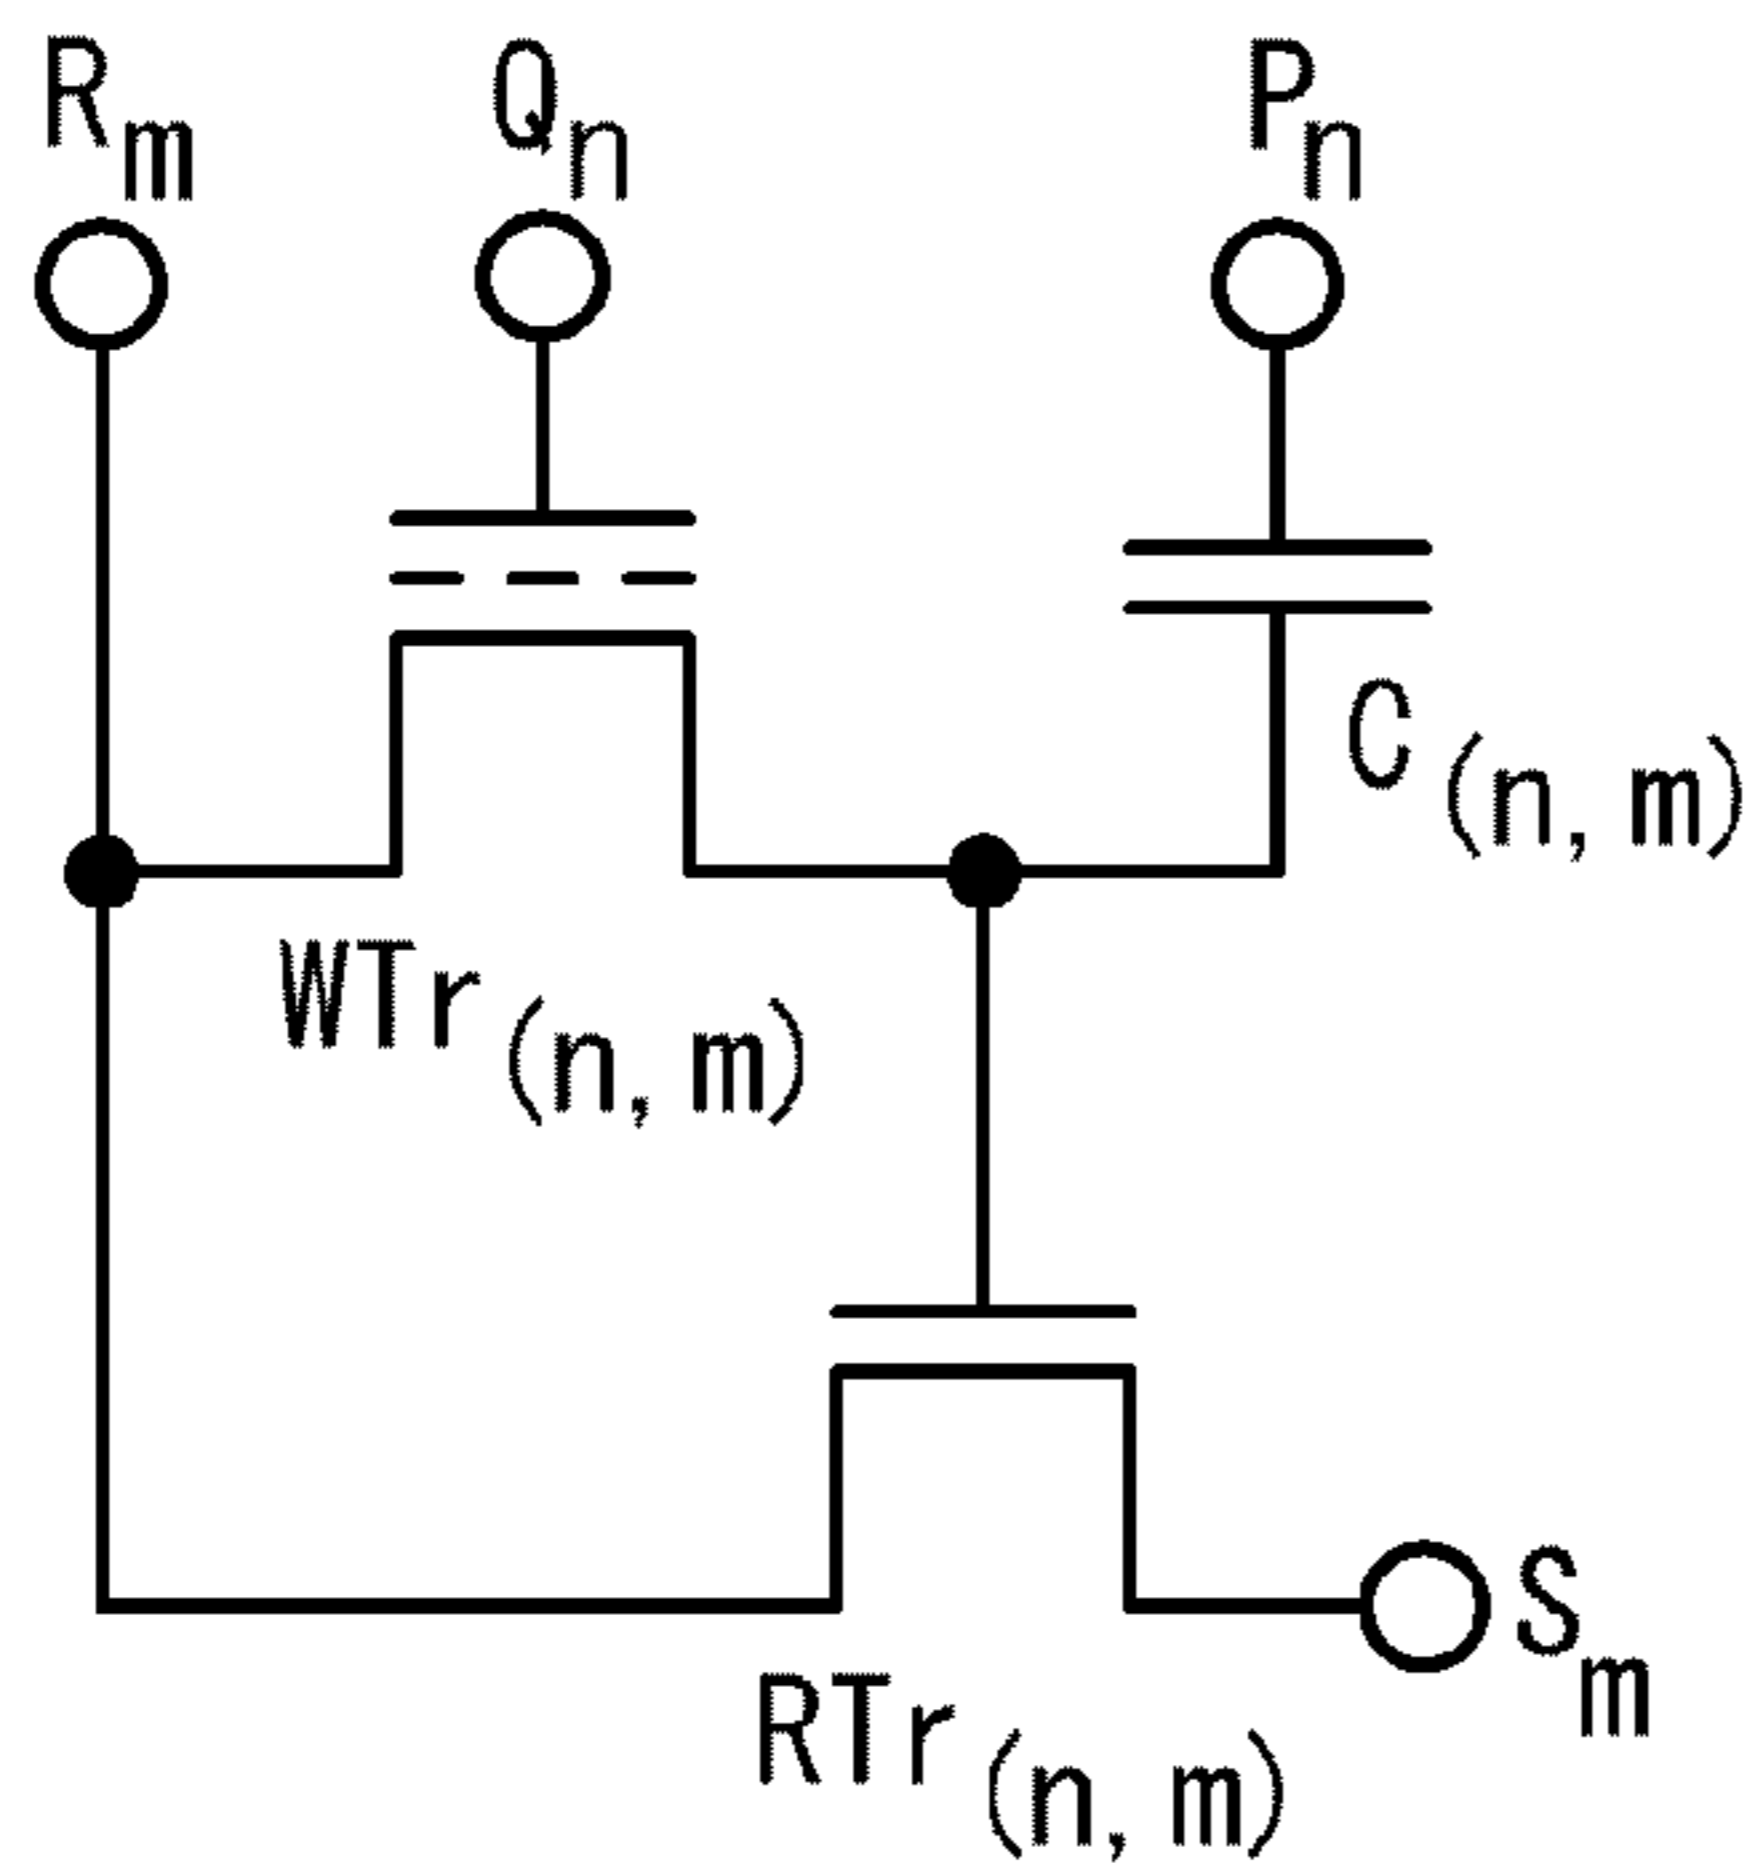 Rm
Qn
Pn
C(n, m)
WTr(n, m)
Sm
RTr(n, m)